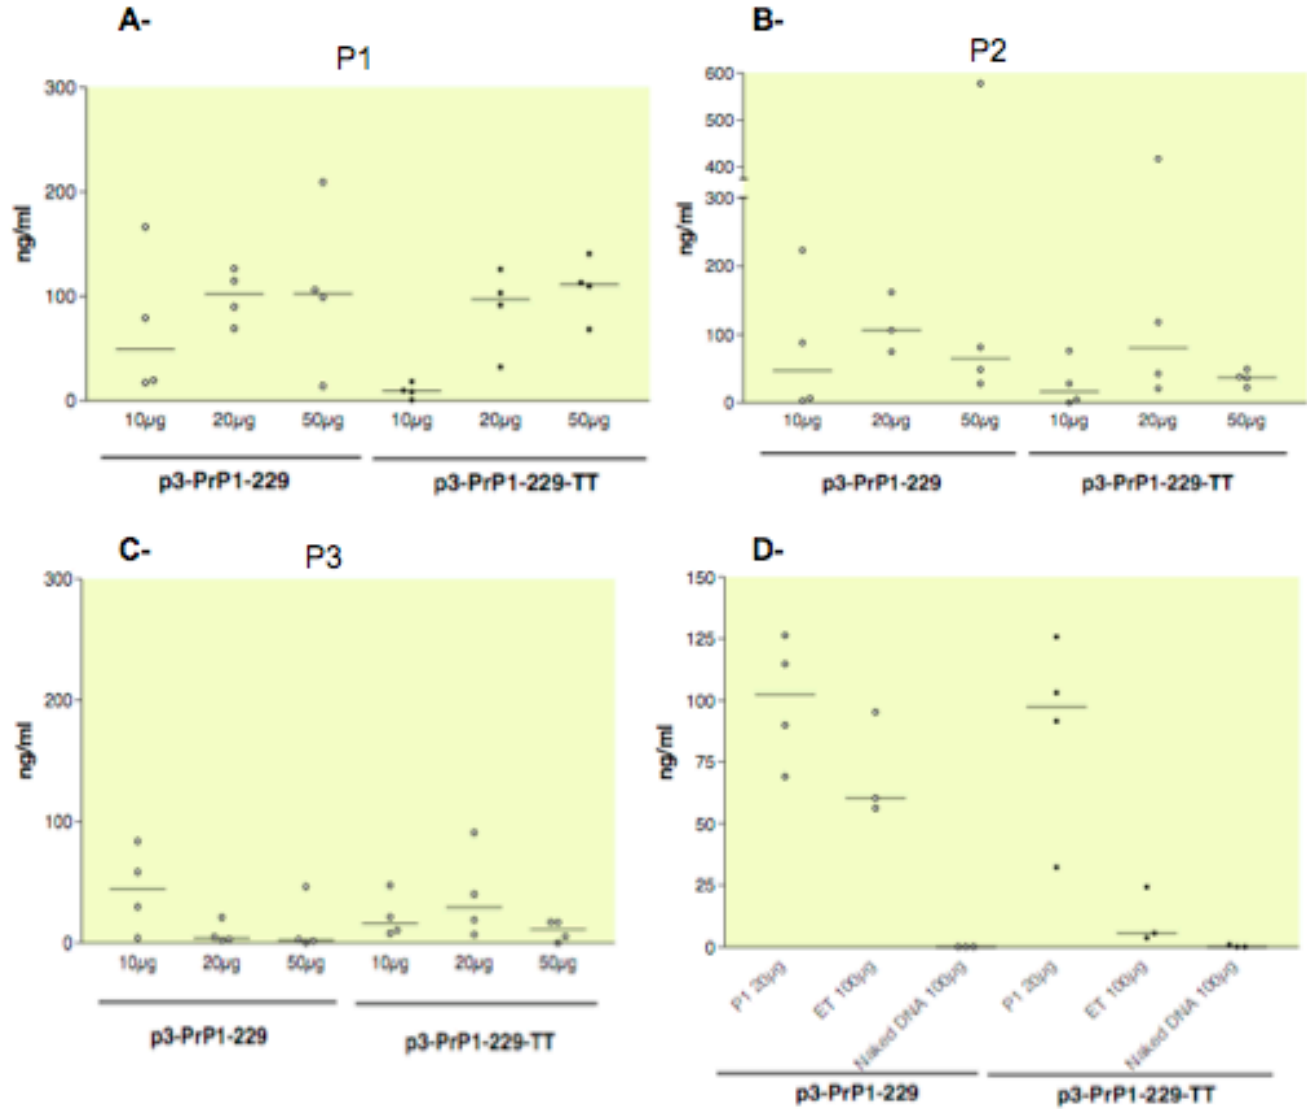 A-
P1
300
200
100
0
ng/ml
10µg 20µg 50µg 10µg 20µg 50µg
p3-PrP1-229 p3-PrP1-229-TT
B-
P2
600
500
400
300
200
100
0
ng/ml
10µg 20µg 50µg 10µg 20µg 50µg
p3-PrP1-229 p3-PrP1-229-TT
C-
P3
300
200
100
0
ng/ml
10µg 20µg 50µg 10µg 20µg 50µg
p3-PrP1-229 p3-PrP1-229-TT
D-
150
125
100
75
50
25
0
ng/ml
P1 20µg
ET 100µg
Naked DNA 100µg
P1 20µg
ET 100µg
Naked DNA 100µg
p3-PrP1-229 p3-PrP1-229-TT